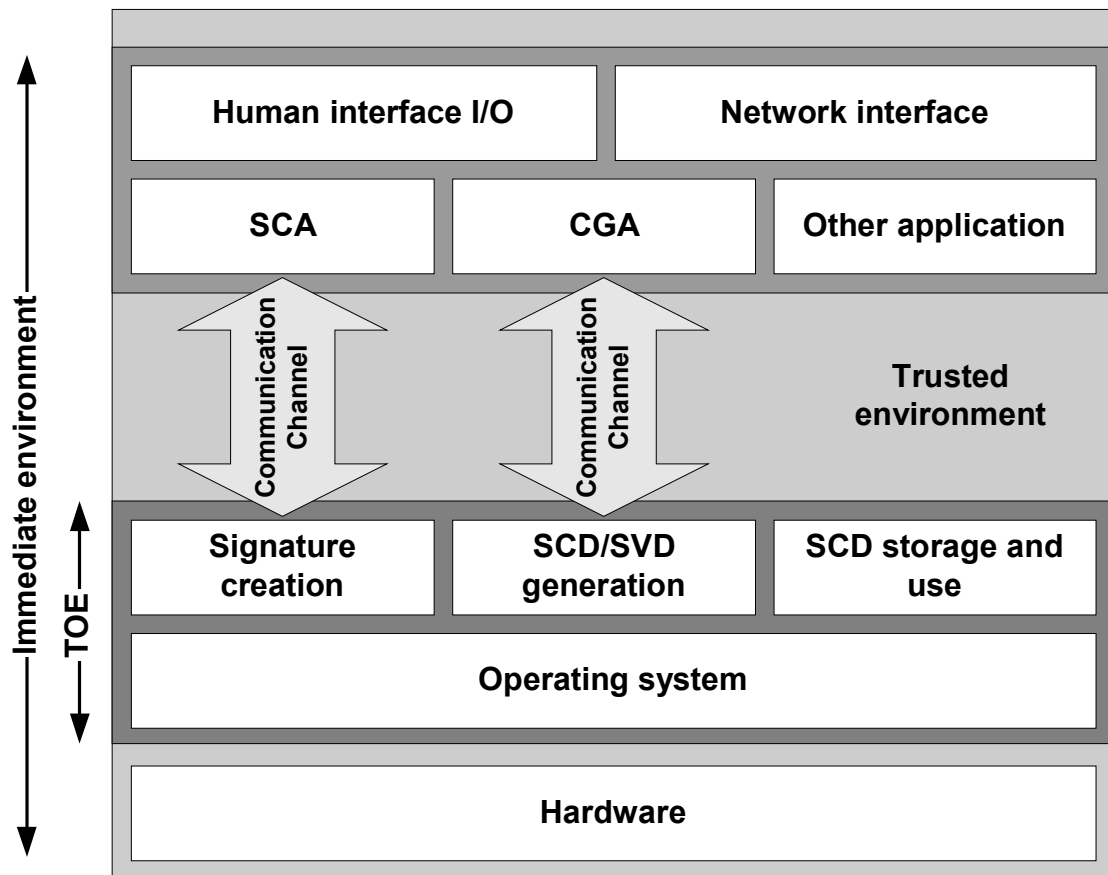 Human interface I/O
Network interface
SCA
CGA
Other application
Communication
Channel
Communication
Channel
Trusted
environment
Immediate environment
TOE
Signature
creation
SCD/SVD
generation
SCD storage and
use
Operating system
Hardware